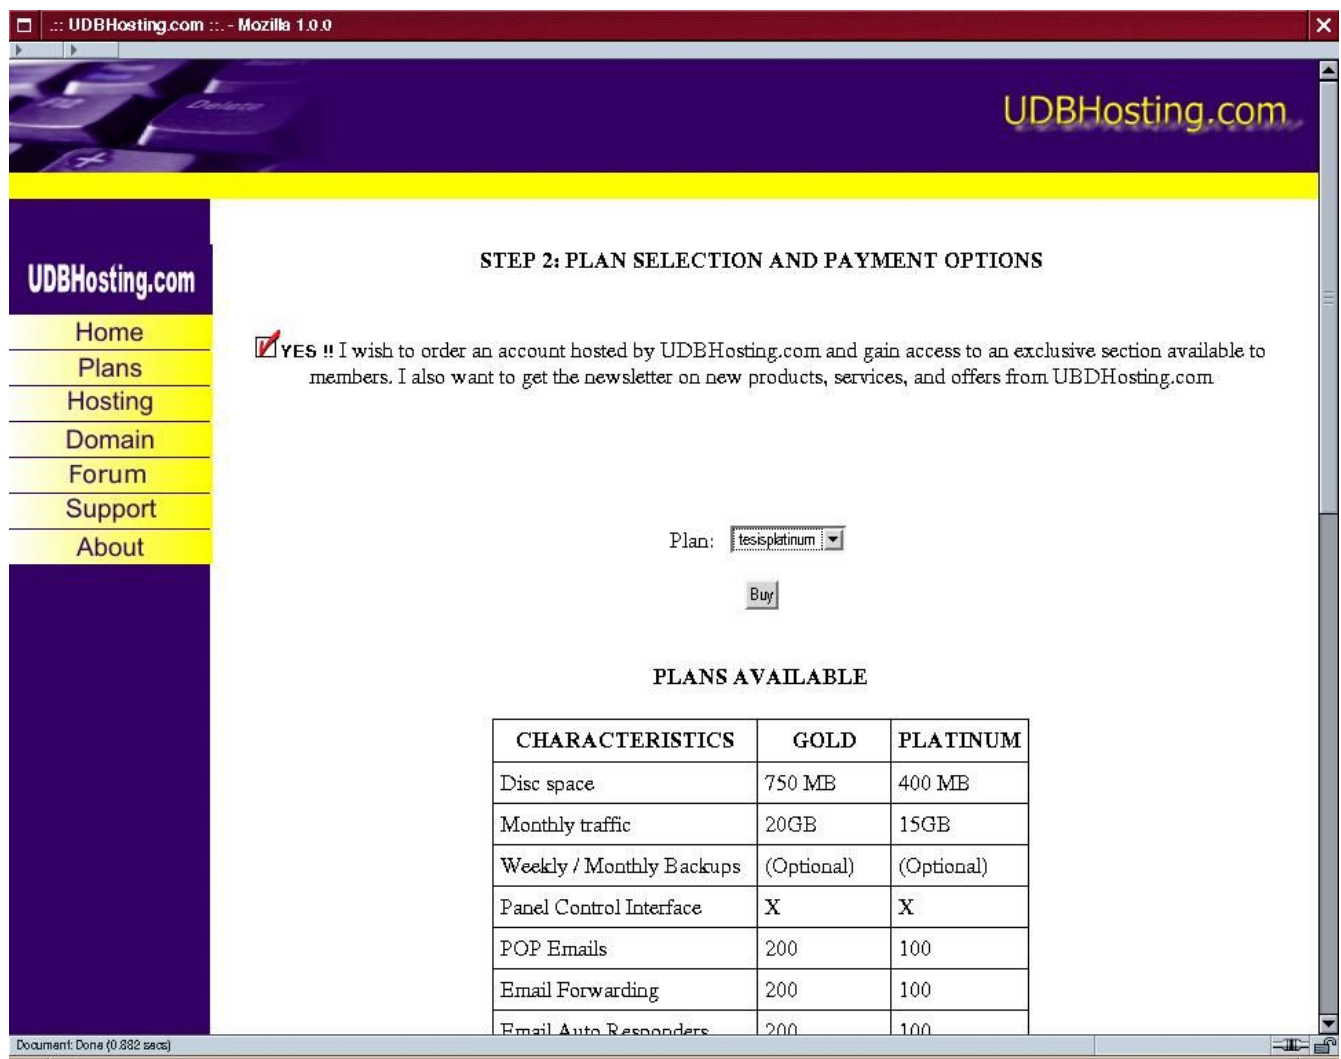 .:: UDBHosting.com ::. - Mozilla 1.0.0
F12
Delete
UDBHosting.com
UDBHosting.com
Home
Plans
Hosting
Domain
Forum
Support
About
STEP 2: PLAN SELECTION AND PAYMENT OPTIONS
YES !! I wish to order an account hosted by UDBHosting.com and gain access to an exclusive section available to
members. I also want to get the newsletter on new products, services, and offers from UBDHosting.com
Plan: tesisplatinum
Buy
PLANS AVAILABLE
CHARACTERISTICS GOLD PLATINUM
Disc space 750 MB 400 MB
Monthly traffic 20GB 15GB
Weekly / Monthly Backups (Optional) (Optional)
Panel Control Interface X X
POP Emails 200 100
Email Forwarding 200 100
Email Auto Responders 200 100
Document: Done (0.882 secs)